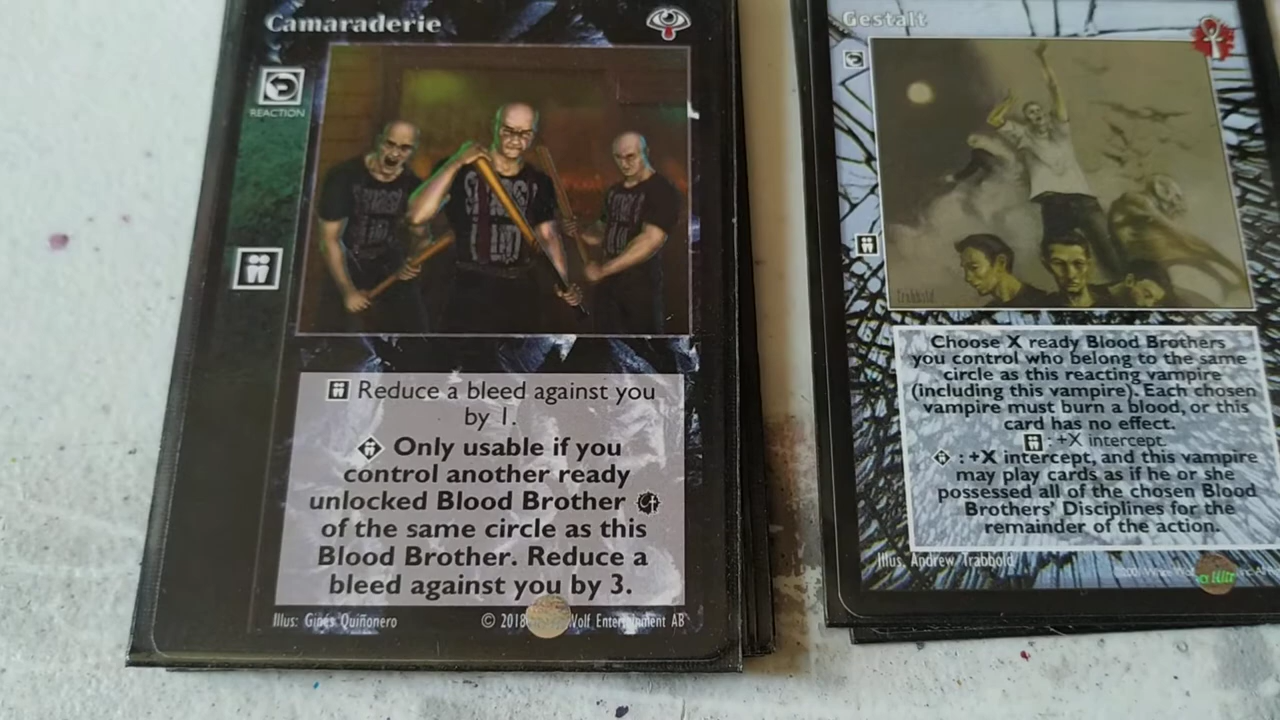 Camaraderie
REACTION
Reduce a bleed against you
by 1.
Only usable if you
control another ready
unlocked Blood Brother
of the same circle as this
Blood Brother. Reduce a
bleed against you by 3.
Illus: Ginés Quiñonero
© 2018 Wolf Entertainment AB
Gestalt
Choose X ready Blood Brothers
you control who belong to the same
circle as this reacting vampire
(including this vampire). Each chosen
vampire must burn a blood, or this
card has no effect.
: +X intercept.
: +X intercept, and this vampire
may play cards as if he or she
possessed all of the chosen Blood
Brothers' Disciplines for the
remainder of the action.
Illus. Andrew Trabbold